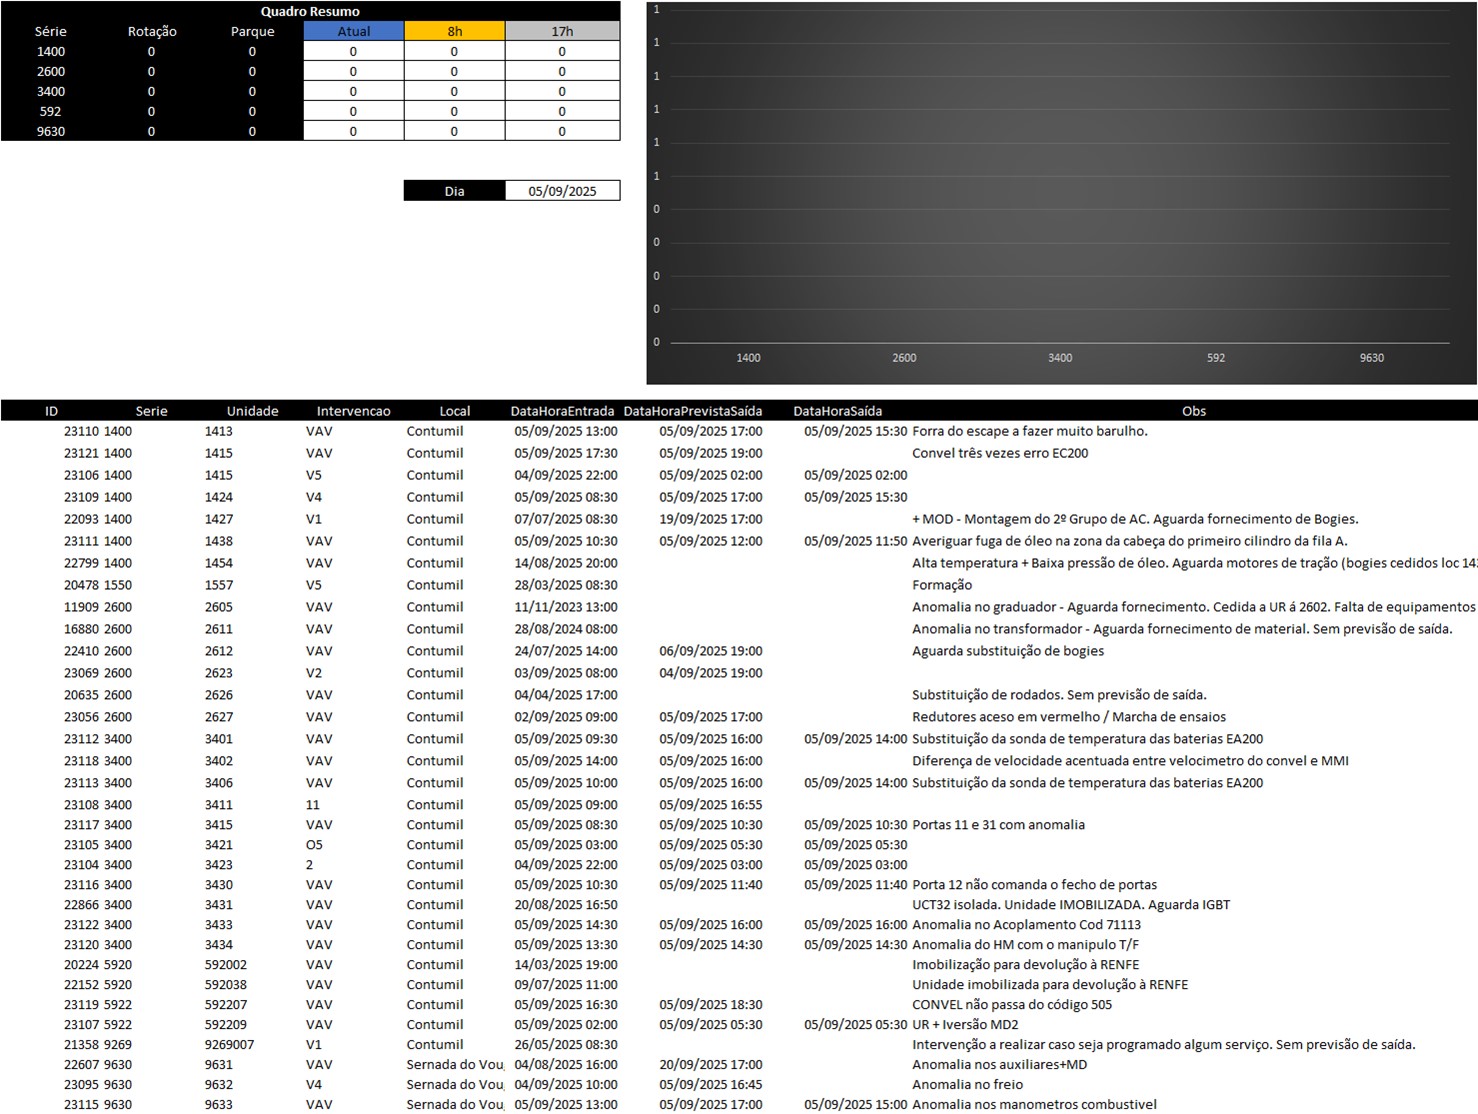 Quadro Resumo
Série Rotação Parque Atual 8h 17h
1400 0 0 0 0 0
2600 0 0 0 0 0
3400 0 0 0 0 0
592 0 0 0 0 0
9630 0 0 0 0 0
Dia 05/09/2025
1
1
1
1
1
1
0
0
0
0
0
1400 2600 3400 592 9630
ID Serie Unidade Intervencao Local DataHoraEntrada DataHoraPrevistaSaída DataHoraSaída Obs
23110 1400 1413 VAV Contumil 05/09/2025 13:00 05/09/2025 17:00 05/09/2025 15:30 Forra do escape a fazer muito barulho.
23121 1400 1415 VAV Contumil 05/09/2025 17:30 05/09/2025 19:00 Convel três vezes erro EC200
23106 1400 1415 V5 Contumil 04/09/2025 22:00 05/09/2025 02:00 05/09/2025 02:00
23109 1400 1424 V4 Contumil 05/09/2025 08:30 05/09/2025 17:00 05/09/2025 15:30
22093 1400 1427 V1 Contumil 07/07/2025 08:30 19/09/2025 17:00 + MOD - Montagem do 2º Grupo de AC. Aguarda fornecimento de Bogies.
23111 1400 1438 VAV Contumil 05/09/2025 10:30 05/09/2025 12:00 05/09/2025 11:50 Averiguar fuga de óleo na zona da cabeça do primeiro cilindro da fila A.
22799 1400 1454 VAV Contumil 14/08/2025 20:00 Alta temperatura + Baixa pressão de óleo. Aguarda motores de tração (bogies cedidos loc 143
20478 1550 1557 V5 Contumil 28/03/2025 08:30 Formação
11909 2600 2605 VAV Contumil 11/11/2023 13:00 Anomalia no graduador - Aguarda fornecimento. Cedida a UR á 2602. Falta de equipamentos
16880 2600 2611 VAV Contumil 28/08/2024 08:00 Anomalia no transformador - Aguarda fornecimento de material. Sem previsão de saída.
22410 2600 2612 VAV Contumil 24/07/2025 14:00 06/09/2025 19:00 Aguarda substituição de bogies
23069 2600 2623 V2 Contumil 03/09/2025 08:00 04/09/2025 19:00
20635 2600 2626 VAV Contumil 04/04/2025 17:00 Substituição de rodados. Sem previsão de saída.
23056 2600 2627 VAV Contumil 02/09/2025 09:00 05/09/2025 17:00 Redutores aceso em vermelho / Marcha de ensaios
23112 3400 3401 VAV Contumil 05/09/2025 09:30 05/09/2025 16:00 05/09/2025 14:00 Substituição da sonda de temperatura das baterias EA200
23118 3400 3402 VAV Contumil 05/09/2025 14:00 05/09/2025 16:00 Diferença de velocidade acentuada entre velocimetro do convel e MMI
23113 3400 3406 VAV Contumil 05/09/2025 10:00 05/09/2025 16:00 05/09/2025 14:00 Substituição da sonda de temperatura das baterias EA200
23108 3400 3411 11 Contumil 05/09/2025 09:00 05/09/2025 16:55
23117 3400 3415 VAV Contumil 05/09/2025 08:30 05/09/2025 10:30 05/09/2025 10:30 Portas 11 e 31 com anomalia
23105 3400 3421 O5 Contumil 05/09/2025 03:00 05/09/2025 05:30 05/09/2025 05:30
23104 3400 3423 2 Contumil 04/09/2025 22:00 05/09/2025 03:00 05/09/2025 03:00
23116 3400 3430 VAV Contumil 05/09/2025 10:30 05/09/2025 11:40 05/09/2025 11:40 Porta 12 não comanda o fecho de portas
22866 3400 3431 VAV Contumil 20/08/2025 16:50 UCT32 isolada. Unidade IMOBILIZADA. Aguarda IGBT
23122 3400 3433 VAV Contumil 05/09/2025 14:30 05/09/2025 16:00 05/09/2025 16:00 Anomalia no Acoplamento Cod 71113
23120 3400 3434 VAV Contumil 05/09/2025 13:30 05/09/2025 14:30 05/09/2025 14:30 Anomalia do HM com o manipulo T/F
20224 5920 592002 VAV Contumil 14/03/2025 19:00 Imobilização para devolução à RENFE
22152 5920 592038 VAV Contumil 09/07/2025 11:00 Unidade imobilizada para devolução à RENFE
23119 5922 592207 VAV Contumil 05/09/2025 16:30 05/09/2025 18:30 CONVEL não passa do código 505
23107 5922 592209 VAV Contumil 05/09/2025 02:00 05/09/2025 05:30 05/09/2025 05:30 UR + Iversão MD2
21358 9269 9269007 V1 Contumil 26/05/2025 08:30 Intervenção a realizar caso seja programado algum serviço. Sem previsão de saída.
22607 9630 9631 VAV Sernada do Vou 04/08/2025 16:00 20/09/2025 17:00 Anomalia nos auxiliares+MD
23095 9630 9632 V4 Sernada do Vou 04/09/2025 10:00 05/09/2025 16:45 Anomalia no freio
23115 9630 9633 VAV Sernada do Vou 05/09/2025 13:00 05/09/2025 17:00 05/09/2025 15:00 Anomalia nos manometros combustivel